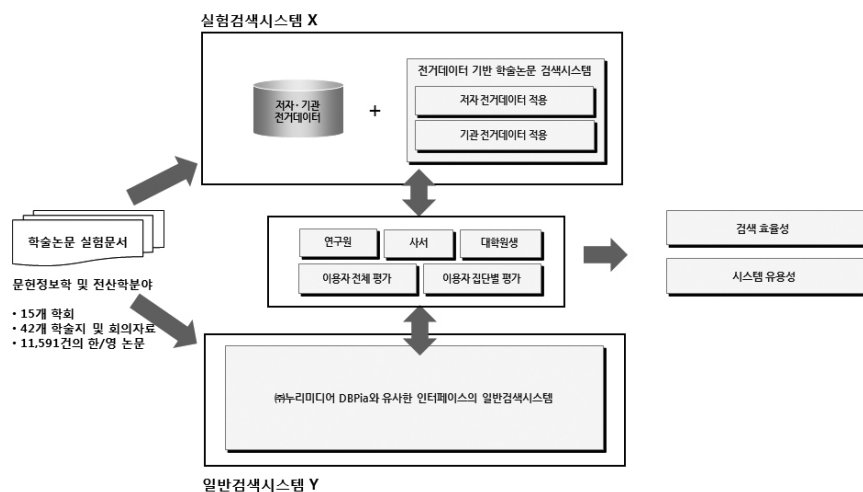 실험검색시스템 X
저자·기관
전거데이터
+
전거데이터 기반 학술논문 검색시스템
저자 전거데이터 적용
기관 전거데이터 적용
학술논문 실험문서
문헌정보학 및 전산학분야
• 15개 학회
• 42개 학술지 및 회의자료
• 11,591건의 한/영 논문
연구원
사서
대학원생
이용자 전체 평가
이용자 집단별 평가
검색 효율성
시스템 유용성
㈜누리미디어 DBPia와 유사한 인터페이스의 일반검색시스템
일반검색시스템 Y